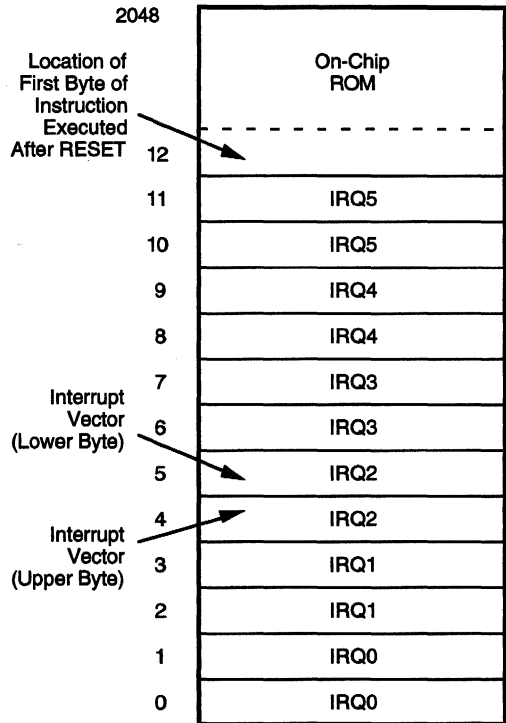 2048
On-Chip
ROM
Location of
First Byte of
Instruction
Executed
After RESET
12
11 IRQ5
10 IRQ5
9 IRQ4
8 IRQ4
7 IRQ3
6 IRQ3
Interrupt
Vector
(Lower Byte)
5 IRQ2
4 IRQ2
Interrupt
Vector
(Upper Byte)
3 IRQ1
2 IRQ1
1 IRQ0
0 IRQ0